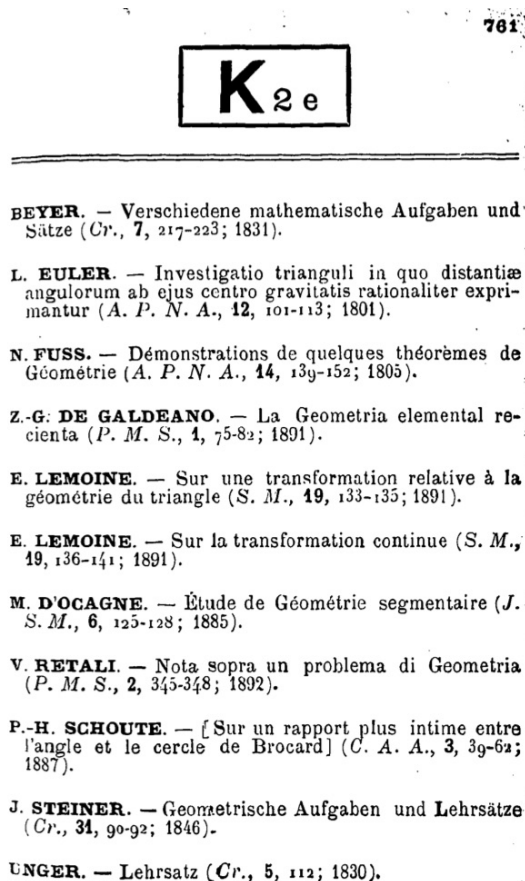 761
K 2 e
BEYER. — Verschiedene mathematische Aufgaben und
Sätze (Cr., 7, 217-223; 1831).
L. EULER. — Investigatio trianguli in quo distantiæ
angulorum ab ejus centro gravitatis rationaliter expri-
mantur (A. P. N. A., 12, 101-113; 1801).
N. FUSS. — Démonstrations de quelques théorèmes de
Géométrie (A. P. N. A., 14, 139-152; 1805).
Z.-G. DE GALDEANO. — La Geometria elemental re-
cienta (P. M. S., 1, 75-82; 1891).
E. LEMOINE. — Sur une transformation relative à la
géométrie du triangle (S. M., 19, 133-135; 1891).
E. LEMOINE. — Sur la transformation continue (S. M.,
19, 136-141; 1891).
M. D'OCAGNE. — Étude de Géométrie segmentaire (J.
S. M., 6, 125-128; 1885).
V. RETALI. — Nota sopra un problema di Geometria
(P. M. S., 2, 345-348; 1892).
P.-H. SCHOUTE. — [Sur un rapport plus intime entre
l'angle et le cercle de Brocard] (C. A. A., 3, 39-62;
1887).
J. STEINER. — Geometrische Aufgaben und Lehrsätze
(Cr., 31, 90-92; 1846).
UNGER. — Lehrsatz (Cr., 5, 112; 1830).